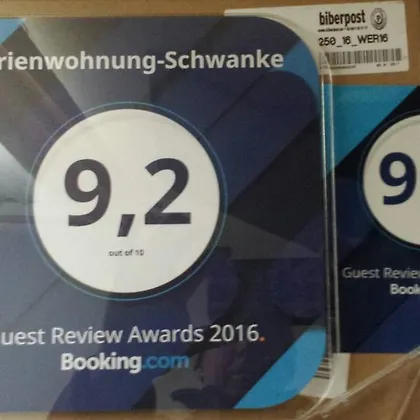 biberpost
250_16_WER16
rienwohnung-Schwanke
9,2
out of 10
uest Review Awards 2016.
Booking.com
9
Guest Review
Book